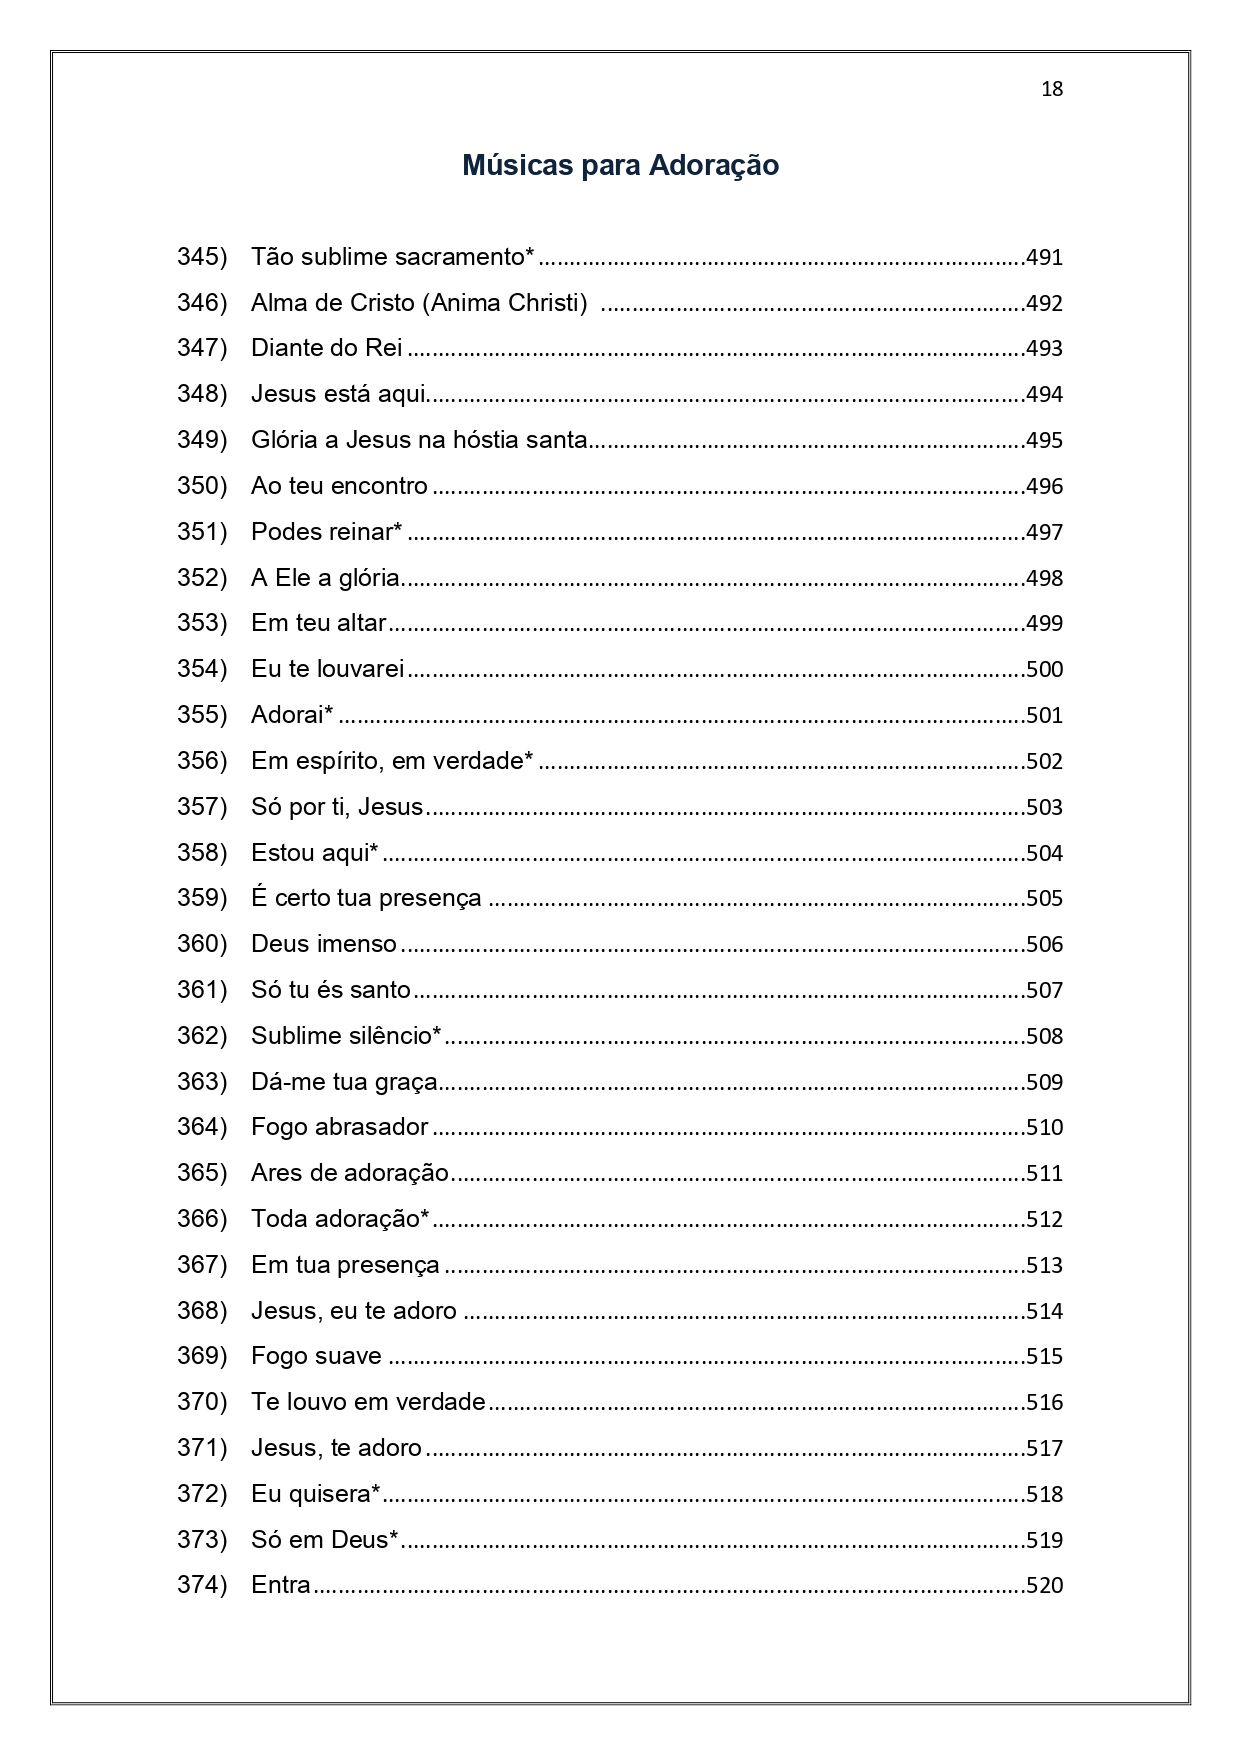 18
Músicas para Adoração
345) Tão sublime sacramento* ....................491
346) Alma de Cristo (Anima Christi) ....................492
347) Diante do Rei ....................493
348) Jesus está aqui....................494
349) Glória a Jesus na hóstia santa....................495
350) Ao teu encontro ....................496
351) Podes reinar* ....................497
352) A Ele a glória....................498
353) Em teu altar....................499
354) Eu te louvarei....................500
355) Adorai* ....................501
356) Em espírito, em verdade* ....................502
357) Só por ti, Jesus....................503
358) Estou aqui* ....................504
359) É certo tua presença ....................505
360) Deus imenso....................506
361) Só tu és santo....................507
362) Sublime silêncio*....................508
363) Dá-me tua graça....................509
364) Fogo abrasador....................510
365) Ares de adoração....................511
366) Toda adoração*....................512
367) Em tua presença ....................513
368) Jesus, eu te adoro ....................514
369) Fogo suave ....................515
370) Te louvo em verdade....................516
371) Jesus, te adoro....................517
372) Eu quisera*....................518
373) Só em Deus*....................519
374) Entra....................520